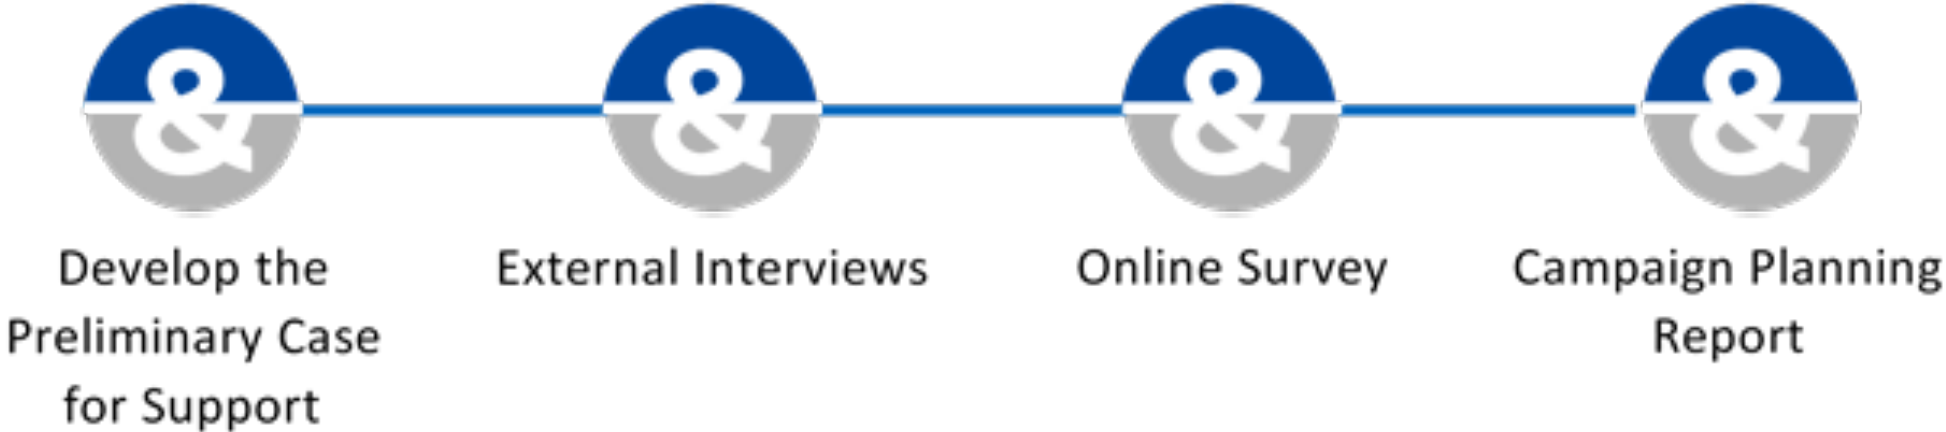 &
&
&
&
Develop the
Preliminary Case
for Support
External Interviews
Online Survey
Campaign Planning
Report